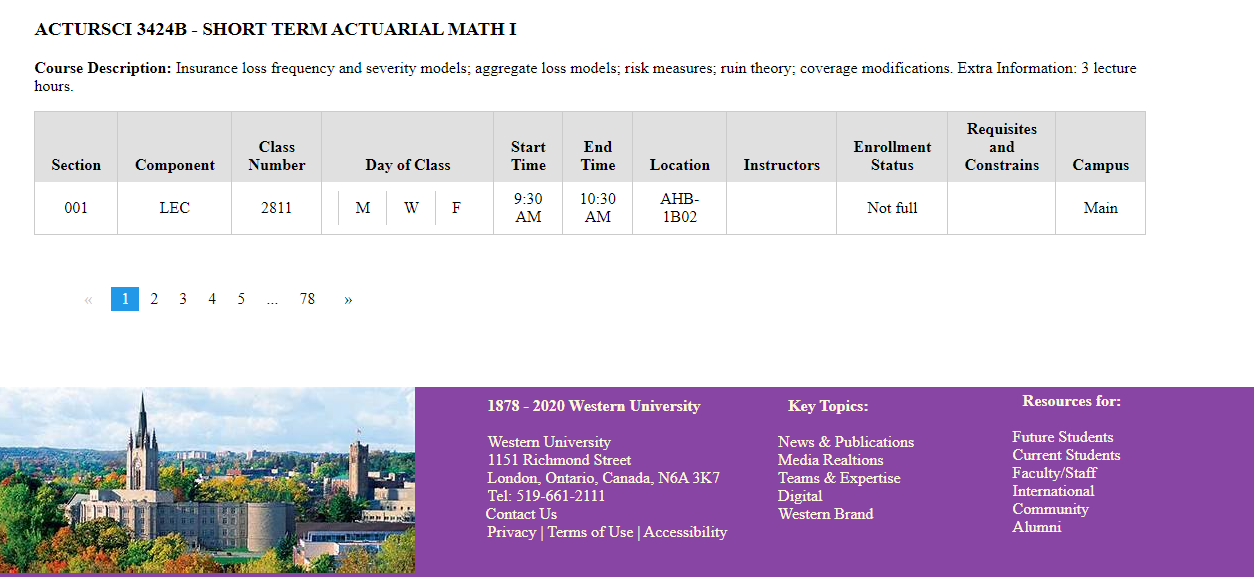 ACTURSCI 3424B - SHORT TERM ACTUARIAL MATH I
Course Description: Insurance loss frequency and severity models; aggregate loss models; risk measures; ruin theory; coverage modifications. Extra Information: 3 lecture
hours.
Section Component Class Number Day of Class Start Time End Time Location Instructors Enrollment Status Requisites and Constrains Campus
001 LEC 2811 M W F 9:30 AM 10:30 AM AHB-1B02 Not full Main
« 1 2 3 4 5 ... 78 »
1878 - 2020 Western University
Western University
1151 Richmond Street
London, Ontario, Canada, N6A 3K7
Tel: 519-661-2111
Contact Us
Privacy | Terms of Use | Accessibility
Key Topics:
News & Publications
Media Realtions
Teams & Expertise
Digital
Western Brand
Resources for:
Future Students
Current Students
Faculty/Staff
International
Community
Alumni